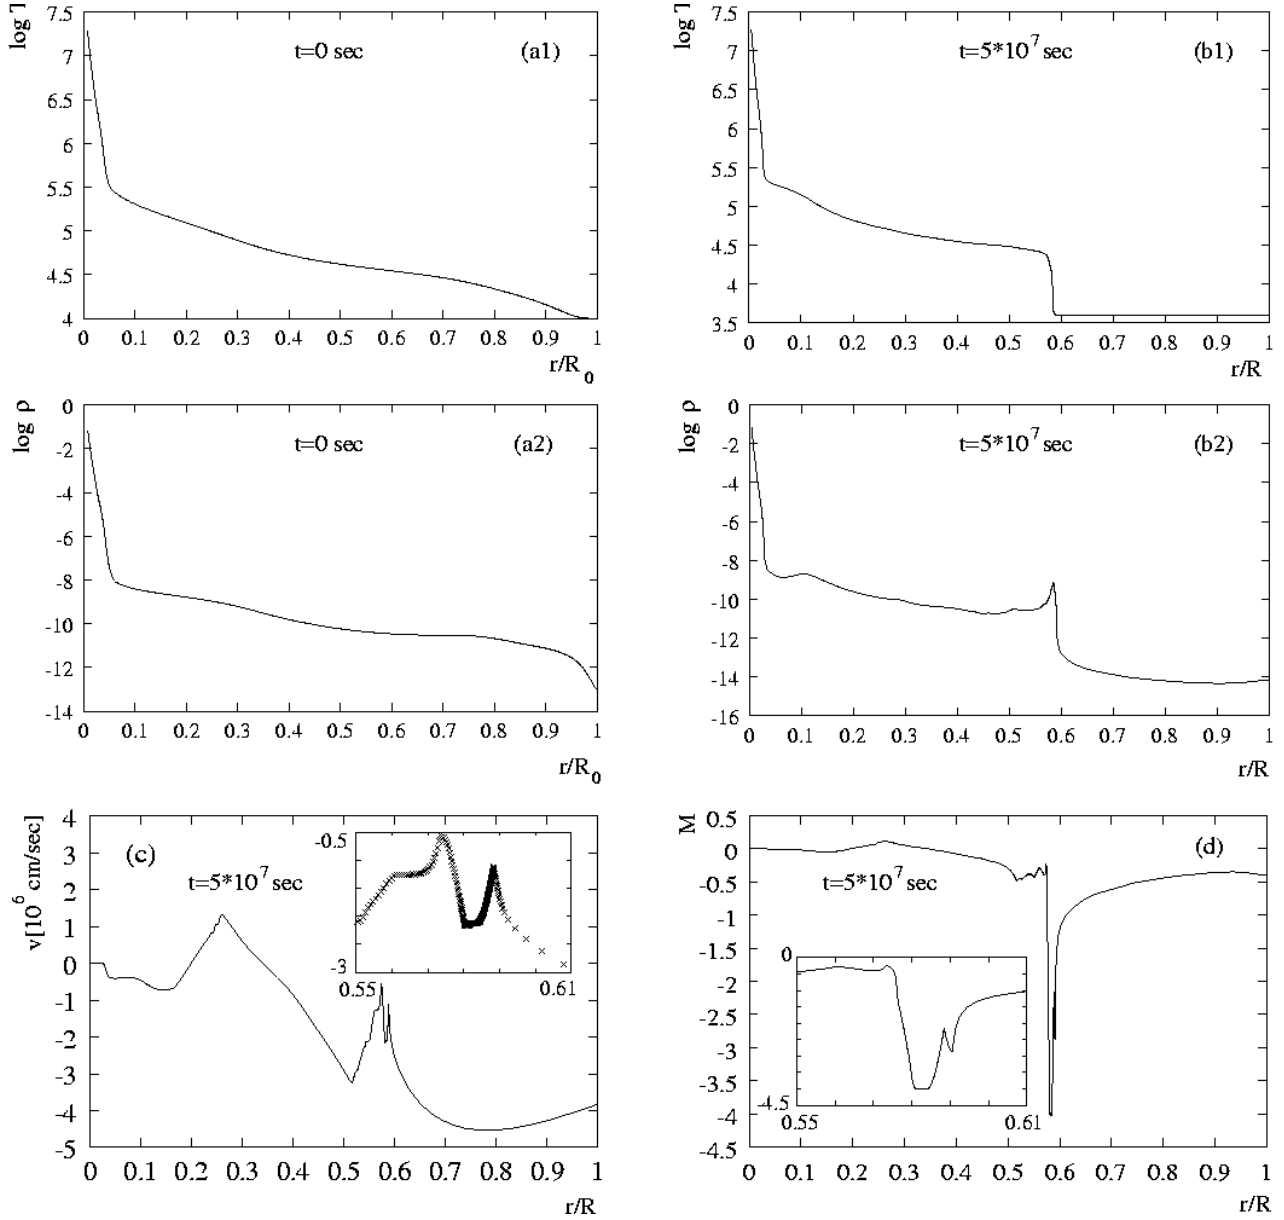 log T
7.5
7
6.5
6
5.5
5
4.5
4
t=0 sec
(a1)
0 0.1 0.2 0.3 0.4 0.5 0.6 0.7 0.8 0.9 1
r/R0
log T
7.5
7
6.5
6
5.5
5
4.5
4
3.5
t=5*10^7 sec
(b1)
0 0.1 0.2 0.3 0.4 0.5 0.6 0.7 0.8 0.9 1
r/R
log ρ
0
-2
-4
-6
-8
-10
-12
-14
t=0 sec
(a2)
0 0.1 0.2 0.3 0.4 0.5 0.6 0.7 0.8 0.9 1
r/R0
log ρ
0
-2
-4
-6
-8
-10
-12
-14
-16
t=5*10^7 sec
(b2)
0 0.1 0.2 0.3 0.4 0.5 0.6 0.7 0.8 0.9 1
r/R
v[10^6 cm/sec]
4
3
2
1
0
-1
-2
-3
-4
-5
(c)
t=5*10^7 sec
-0.5
-3
0.55 0.61
0 0.1 0.2 0.3 0.4 0.5 0.6 0.7 0.8 0.9 1
r/R
M
0.5
0
-0.5
-1
-1.5
-2
-2.5
-3
-3.5
-4
-4.5
(d)
t=5*10^7 sec
0
-4.5
0.55 0.61
0 0.1 0.2 0.3 0.4 0.5 0.6 0.7 0.8 0.9 1
r/R